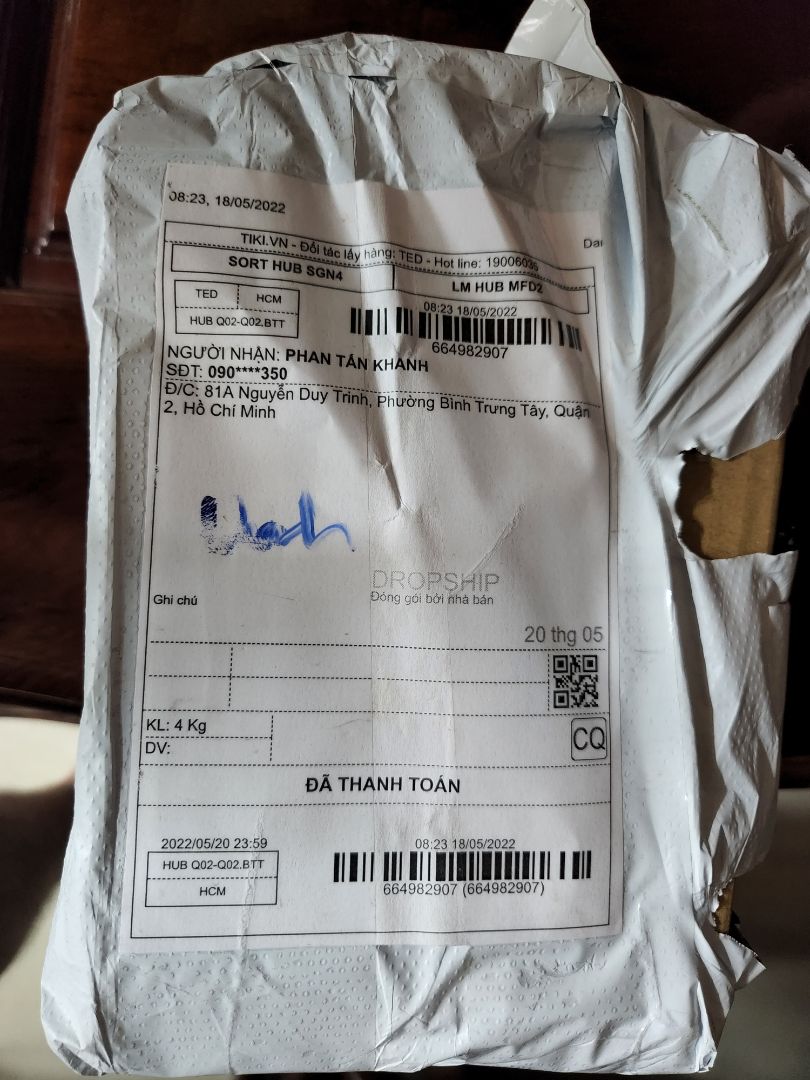 08:23, 18/05/2022
TIKI.VN - Đối tác lấy hàng: TED - Hot line: 19006035
SORT HUB SGN4
LM HUB MFD2
TED HCM
HUB Q02-Q02.BTT
08:23 18/05/2022
664982907
NGƯỜI NHẬN: PHAN TẤN KHANH
SĐT: 090****350
Đ/C: 81A Nguyễn Duy Trinh, Phường Bình Trưng Tây, Quận
2, Hồ Chí Minh
DROPSHIP
Đóng gói bởi nhà bán
Ghi chú
20 thg 05
KL: 4 Kg
DV:
CQ
ĐÃ THANH TOÁN
2022/05/20 23:59
HUB Q02-Q02.BTT
HCM
08:23 18/05/2022
664982907 (664982907)